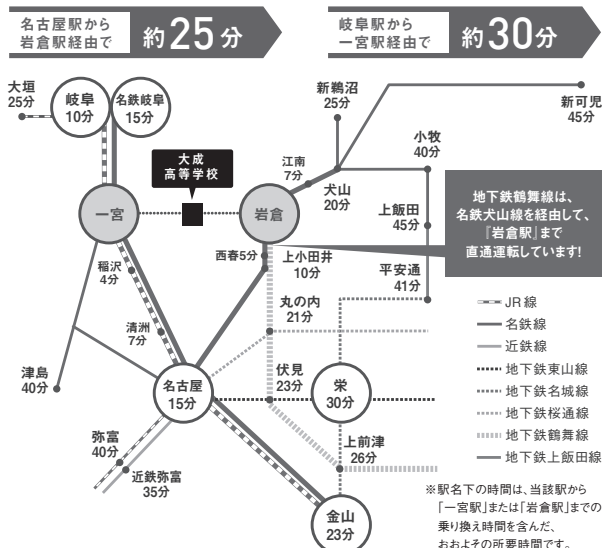 名古屋駅から
岩倉駅経由で
約25分
岐阜駅から
一宮駅経由で
約30分
大垣
25分
岐阜
10分
名鉄岐阜
15分
新鵜沼
25分
新可児
45分
小牧
40分
大成
高等学校
江南
7分
犬山
20分
一宮
岩倉
上飯田
45分
地下鉄鶴舞線は、
名鉄犬山線を経由して、
『岩倉駅』まで
直通運転しています!
西春5分
上小田井
10分
平安通
41分
稲沢
4分
丸の内
21分
清洲
7分
津島
40分
名古屋
15分
伏見
23分
栄
30分
弥富
40分
近鉄弥富
35分
上前津
26分
金山
23分
JR線
名鉄線
近鉄線
地下鉄東山線
地下鉄名城線
地下鉄桜通線
地下鉄鶴舞線
地下鉄上飯田線
※駅名下の時間は、当該駅から
「一宮駅」または「岩倉駅」までの
乗り換え時間を含んだ、
おおよその所要時間です。